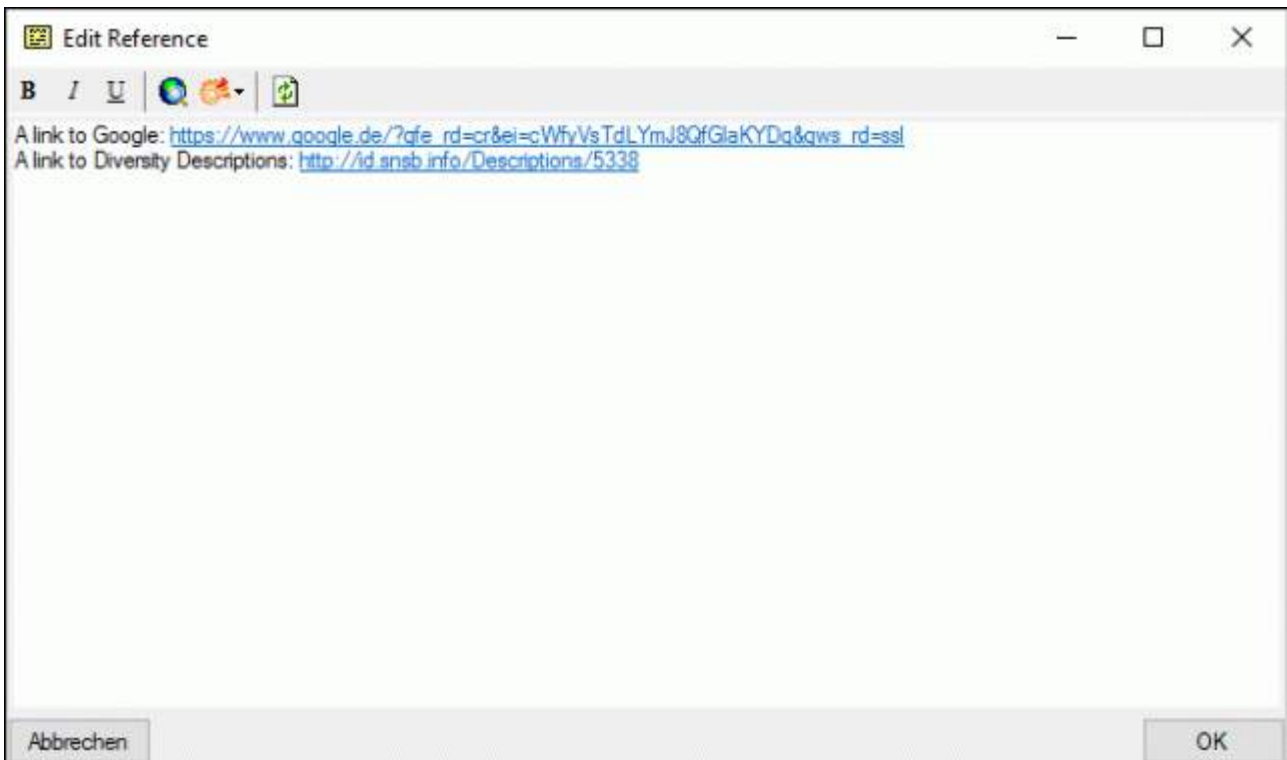 Edit Reference
B I U
A link to Google: https://www.google.de/?gfe_rd=cr&ei=cWfyVsTdLYmJ8QfGlaKYDg&gws_rd=ssl
A link to Diversity Descriptions: http://id.snsb.info/Descriptions/5338
Abbrechen OK